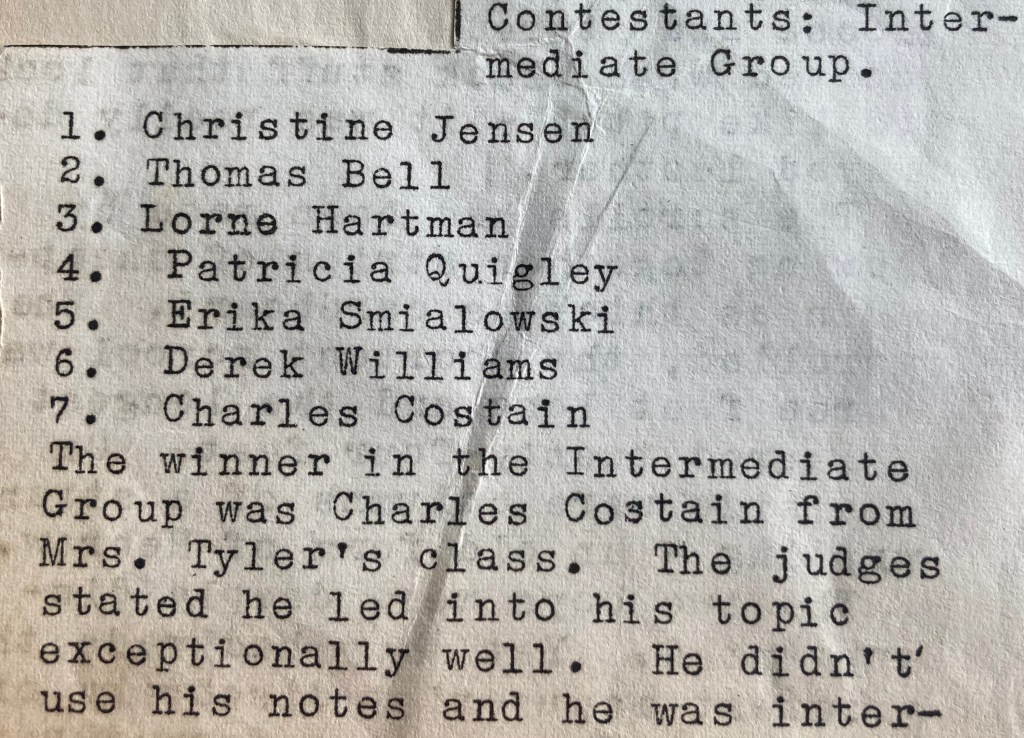 Contestants: Inter-
mediate Group.
1. Christine Jensen
2. Thomas Bell
3. Lorne Hartman
4. Patricia Quigley
5. Erika Smialowski
6. Derek Williams
7. Charles Costain
The winner in the Intermediate
Group was Charles Costain from
Mrs. Tyler's class. The judges
stated he led into his topic
exceptionally well. He didn't'
use his notes and he was inter-